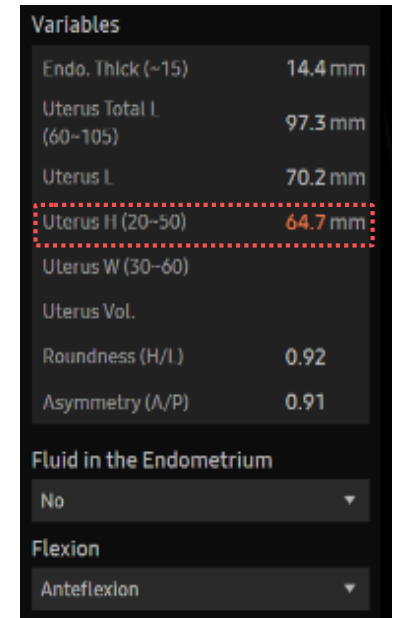 Variables
Endo. Thick (~15) 14.4 mm
Uterus Total L
(60~105) 97.3 mm
Uterus L 70.2 mm
Uterus H (20~50) 64.7 mm
Uterus W (30~60)
Uterus Vol.
Roundness (H/L) 0.92
Asymmetry (A/P) 0.91
Fluid in the Endometrium
No
Flexion
Anteflexion